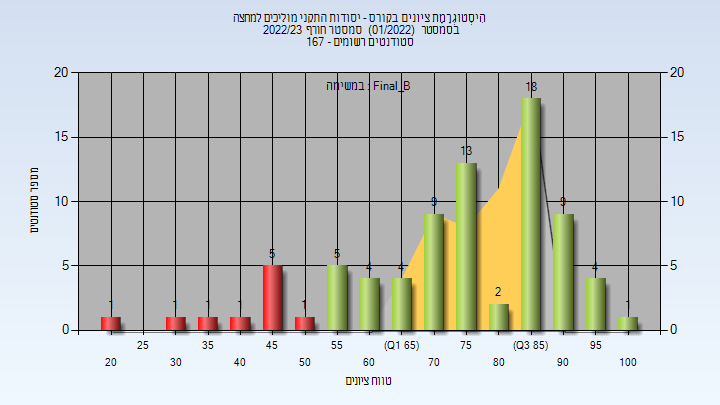 היסטוגרמת ציונים בקורס - יסודות התקני מוליכים למחצה
בסמסטר (01/2022) סמסטר חורף 2022/23
סטודנטים רשומים - 167
במשימה : Final_B
20 20
15 15
10 10
5 5
0 0
מספר סטודנטים
1 1 1 1 5 1 5 4 4 9 13 2 18 9 4 1
25 35 45 55 (Q1 65) 75 (Q3 85) 95
20 30 40 50 60 70 80 90 100
טווח ציונים